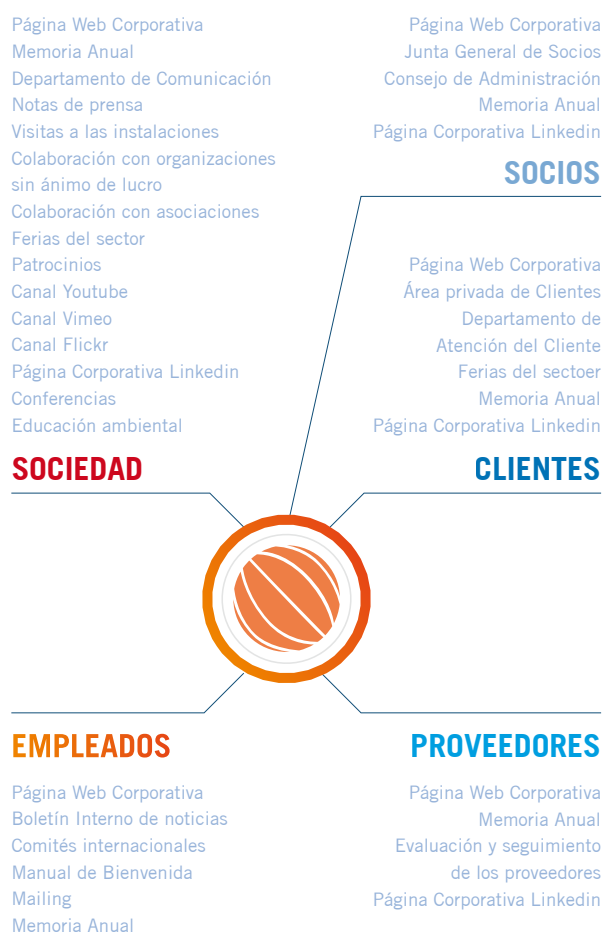 Página Web Corporativa
Memoria Anual
Departamento de Comunicación
Notas de prensa
Visitas a las instalaciones
Colaboración con organizaciones
sin ánimo de lucro
Colaboración con asociaciones
Ferias del sector
Patrocinios
Canal Youtube
Canal Vimeo
Canal Flickr
Página Corporativa Linkedin
Conferencias
Educación ambiental
SOCIEDAD
Página Web Corporativa
Junta General de Socios
Consejo de Administración
Memoria Anual
Página Corporativa Linkedin
SOCIOS
Página Web Corporativa
Área privada de Clientes
Departamento de
Atención del Cliente
Ferias del sectoer
Memoria Anual
Página Corporativa Linkedin
CLIENTES
EMPLEADOS
Página Web Corporativa
Boletín Interno de noticias
Comités internacionales
Manual de Bienvenida
Mailing
Memoria Anual
PROVEEDORES
Página Web Corporativa
Memoria Anual
Evaluación y seguimiento
de los proveedores
Página Corporativa Linkedin